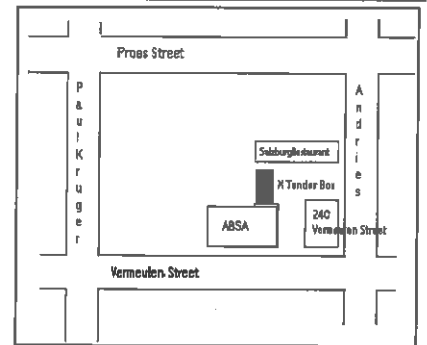 Proes Street
Paul Kruger
Andries
Salzburg Restaurant
X Tender Box
ABSA
240
Vermeulen Street
Vermeulen Street